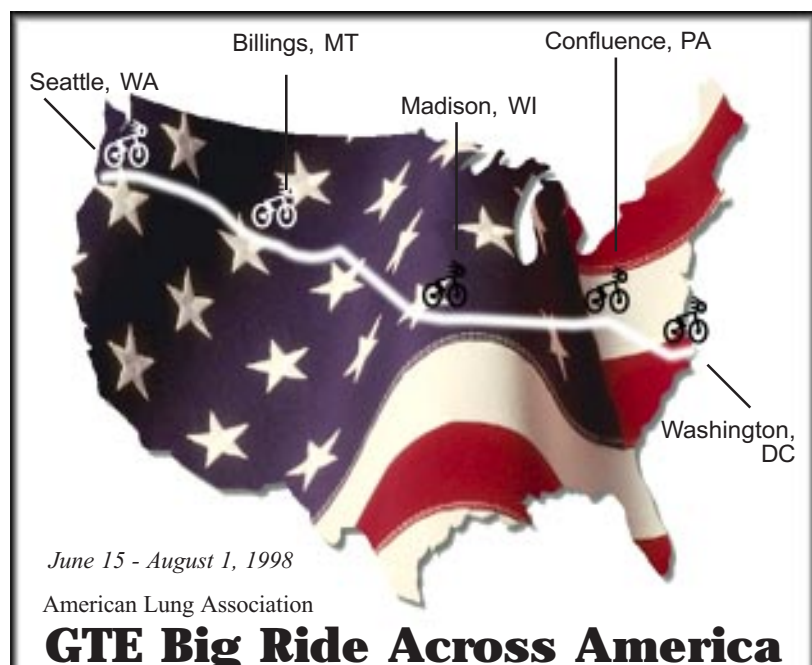 Billings, MT
Confluence, PA
Seattle, WA
Madison, WI
Washington,
DC
June 15 - August 1, 1998
American Lung Association
GTE Big Ride Across America